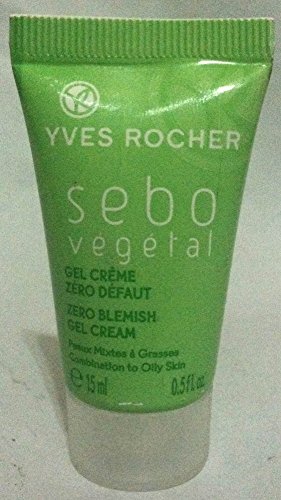 YVES ROCHER
sebo
végétal
GEL CRÈME
ZÉRO DÉFAUT
ZERO BLEMISH
GEL CREAM
Peaux Mixtes & Grasses
Combination to Oily Skin
℮ 15 ml 0.5 fl. oz.